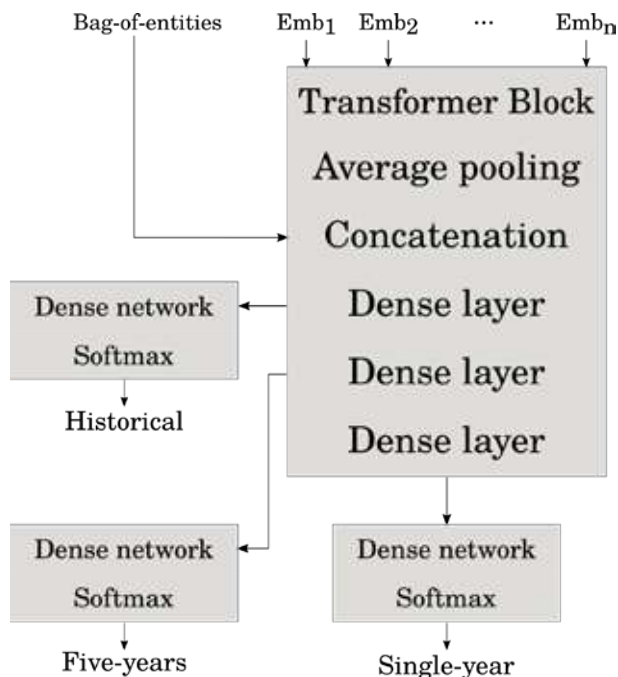 Bag-of-entities
Emb1 Emb2 ... Embn
Transformer Block
Average pooling
Concatenation
Dense layer
Dense layer
Dense layer
Dense network
Softmax
Historical
Dense network
Softmax
Five-years
Dense network
Softmax
Single-year